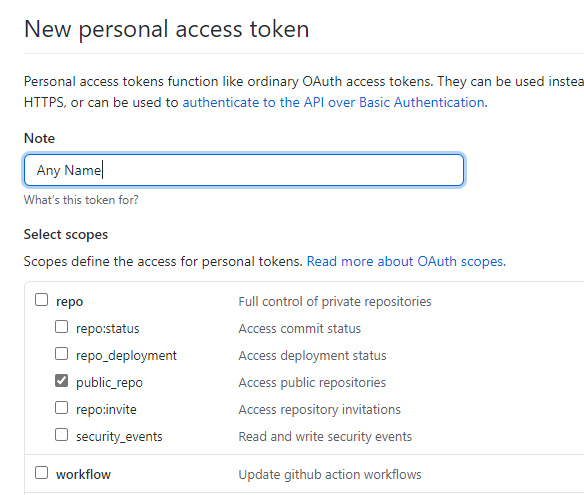 New personal access token
Personal access tokens function like ordinary OAuth access tokens. They can be used instea
HTTPS, or can be used to authenticate to the API over Basic Authentication.
Note
Any Name
What's this token for?
Select scopes
Scopes define the access for personal tokens. Read more about OAuth scopes.
repo Full control of private repositories
repo:status Access commit status
repo_deployment Access deployment status
public_repo Access public repositories
repo:invite Access repository invitations
security_events Read and write security events
workflow Update github action workflows